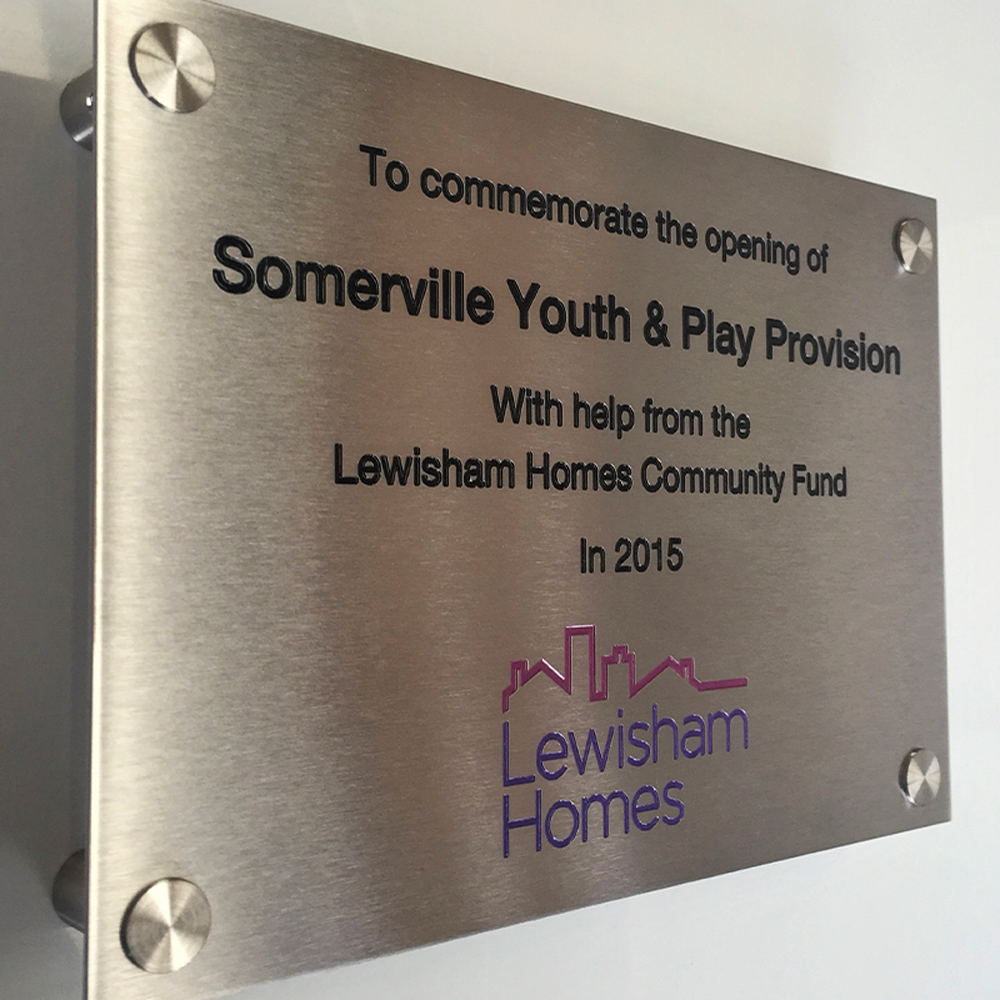 To commemorate the opening of
Somerville Youth & Play Provision
With help from the
Lewisham Homes Community Fund
In 2015
Lewisham
Homes